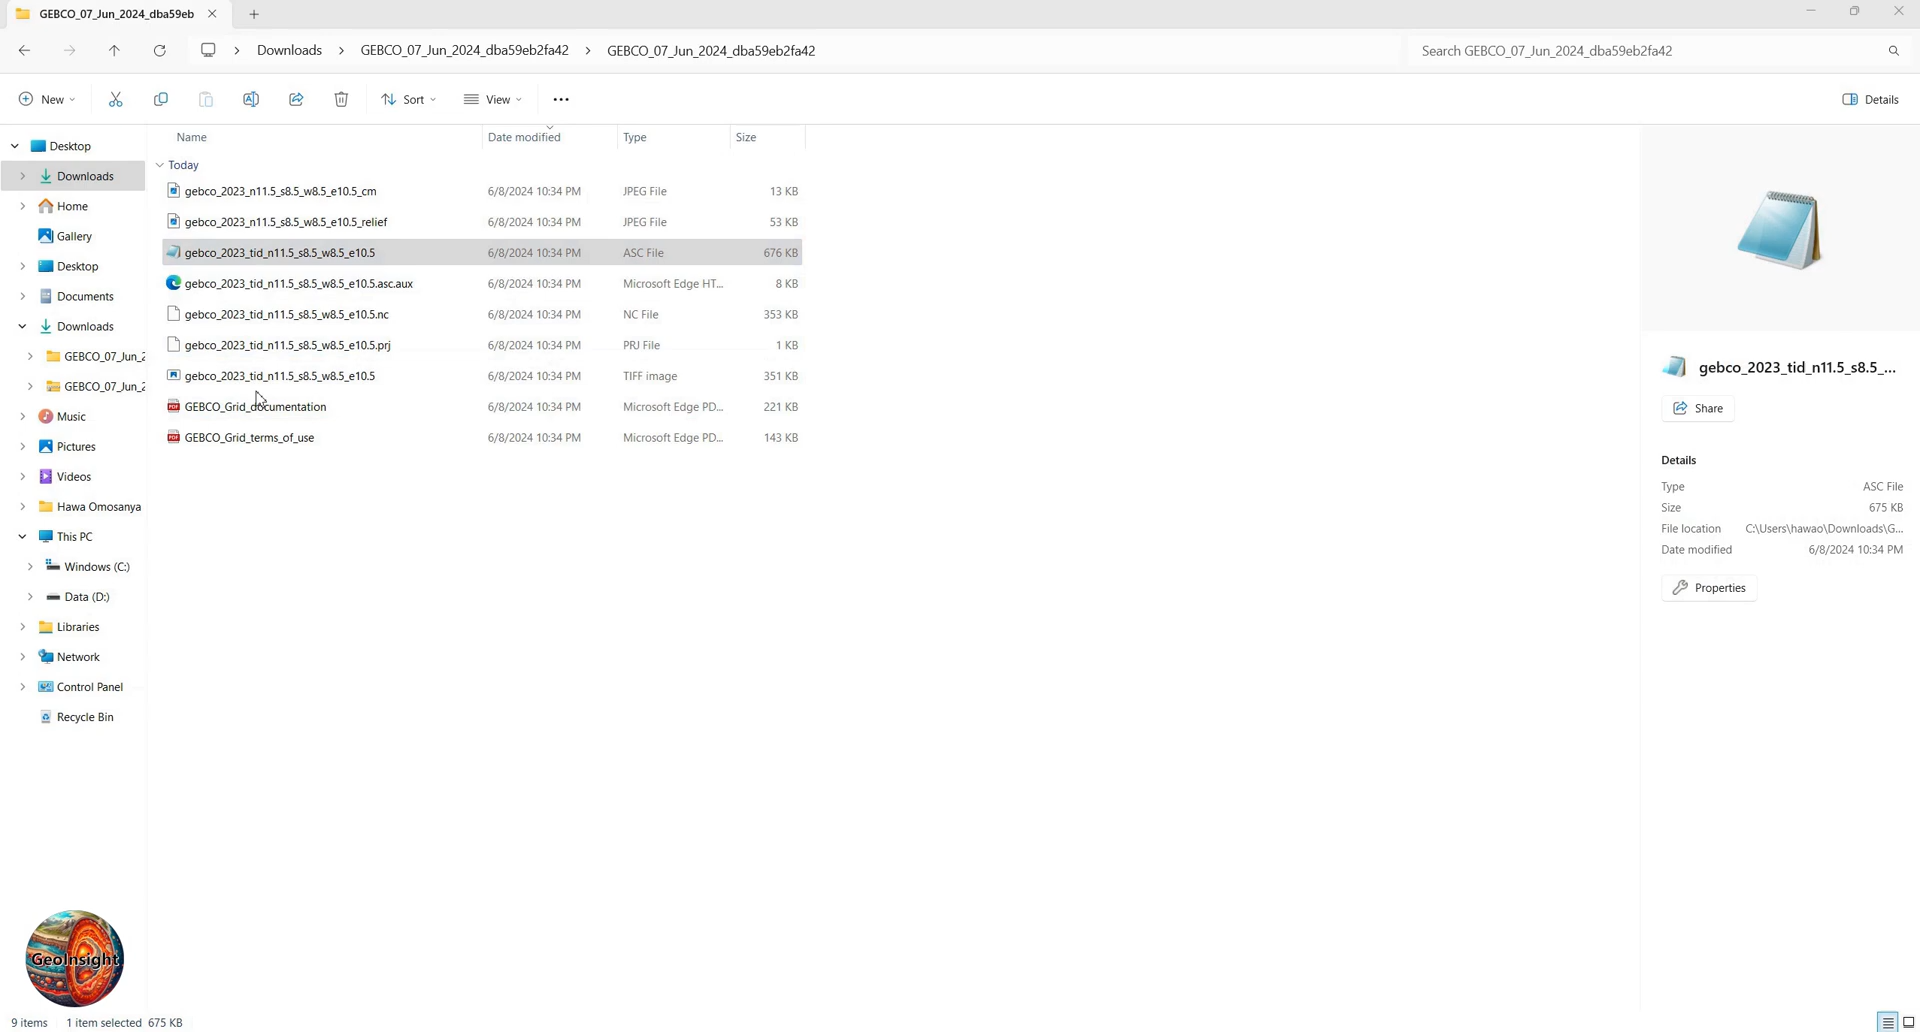 GEBCO_07_Jun_2024_dba59eb
Downloads > GEBCO_07_Jun_2024_dba59eb2fa42 > GEBCO_07_Jun_2024_dba59eb2fa42
Search GEBCO_07_Jun_2024_dba59eb2fa42
New
Sort
View
Details
Name Date modified Type Size
Today
gebco_2023_n11.5_s8.5_w8.5_e10.5_cm 6/8/2024 10:34 PM JPEG File 13 KB
gebco_2023_n11.5_s8.5_w8.5_e10.5_relief 6/8/2024 10:34 PM JPEG File 53 KB
gebco_2023_tid_n11.5_s8.5_w8.5_e10.5 6/8/2024 10:34 PM ASC File 676 KB
gebco_2023_tid_n11.5_s8.5_w8.5_e10.5.asc.aux 6/8/2024 10:34 PM Microsoft Edge HT... 8 KB
gebco_2023_tid_n11.5_s8.5_w8.5_e10.5.nc 6/8/2024 10:34 PM NC File 353 KB
gebco_2023_tid_n11.5_s8.5_w8.5_e10.5.prj 6/8/2024 10:34 PM PRJ File 1 KB
gebco_2023_tid_n11.5_s8.5_w8.5_e10.5 6/8/2024 10:34 PM TIFF image 351 KB
GEBCO_Grid_documentation 6/8/2024 10:34 PM Microsoft Edge PD... 221 KB
GEBCO_Grid_terms_of_use 6/8/2024 10:34 PM Microsoft Edge PD... 143 KB
Desktop
Downloads
Home
Gallery
Desktop
Documents
Downloads
GEBCO_07_Jun_2
GEBCO_07_Jun_2
Music
Pictures
Videos
Hawa Omosanya
This PC
Windows (C:)
Data (D:)
Libraries
Network
Control Panel
Recycle Bin
gebco_2023_tid_n11.5_s8.5_...
Share
Details
Type ASC File
Size 675 KB
File location C:\Users\hawao\Downloads\G...
Date modified 6/8/2024 10:34 PM
Properties
GeoInsight
9 items 1 item selected 675 KB